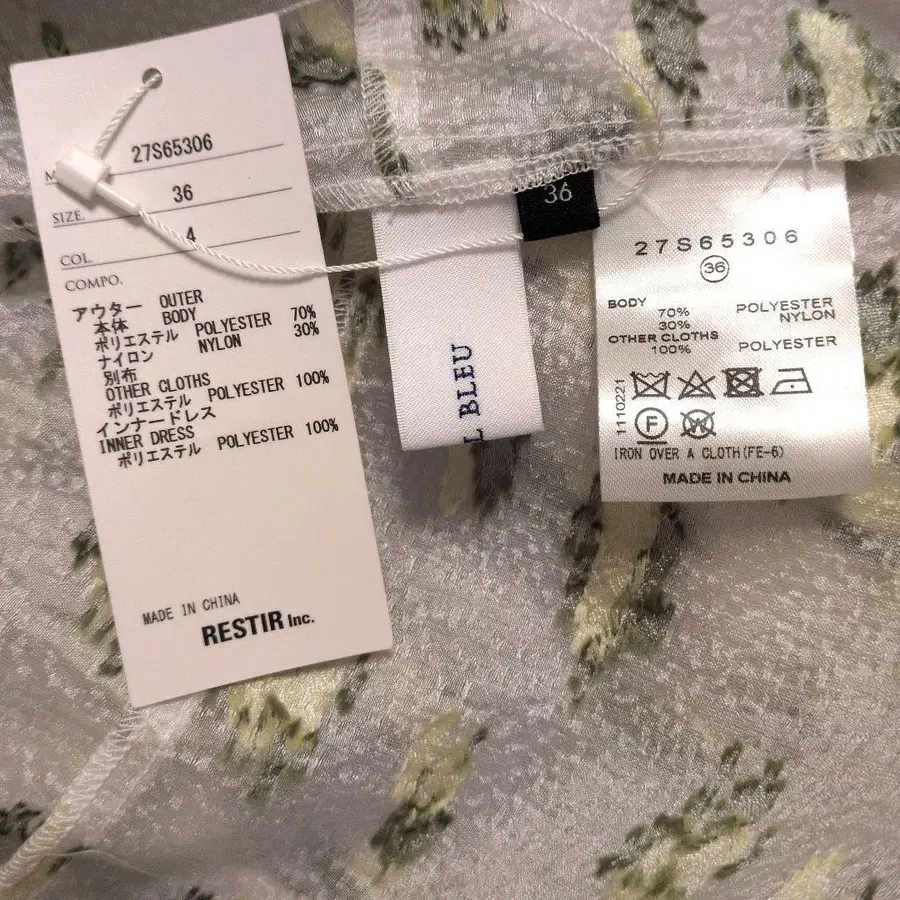 27S65306
36
SIZE.
4
COL.
COMPO.
アウター OUTER
本体 BODY
ポリエステル POLYESTER 70%
ナイロン NYLON 30%
別布
OTHER CLOTHS
ポリエステル POLYESTER 100%
インナードレス
INNER DRESS
ポリエステル POLYESTER 100%
MADE IN CHINA
RESTIR Inc.
L BLEU
36
27S65306
36
BODY
70% POLYESTER
30% NYLON
OTHER CLOTHS
100% POLYESTER
110221
F
W
IRON OVER A CLOTH(FE-6)
MADE IN CHINA